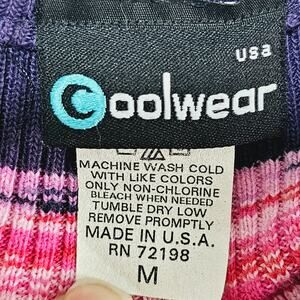 usa
Coolwear
MACHINE WASH COLD
WITH LIKE COLORS
ONLY NON-CHLORINE
BLEACH WHEN NEEDED
TUMBLE DRY LOW
REMOVE PROMPTLY
MADE IN U.S.A.
RN 72198
M